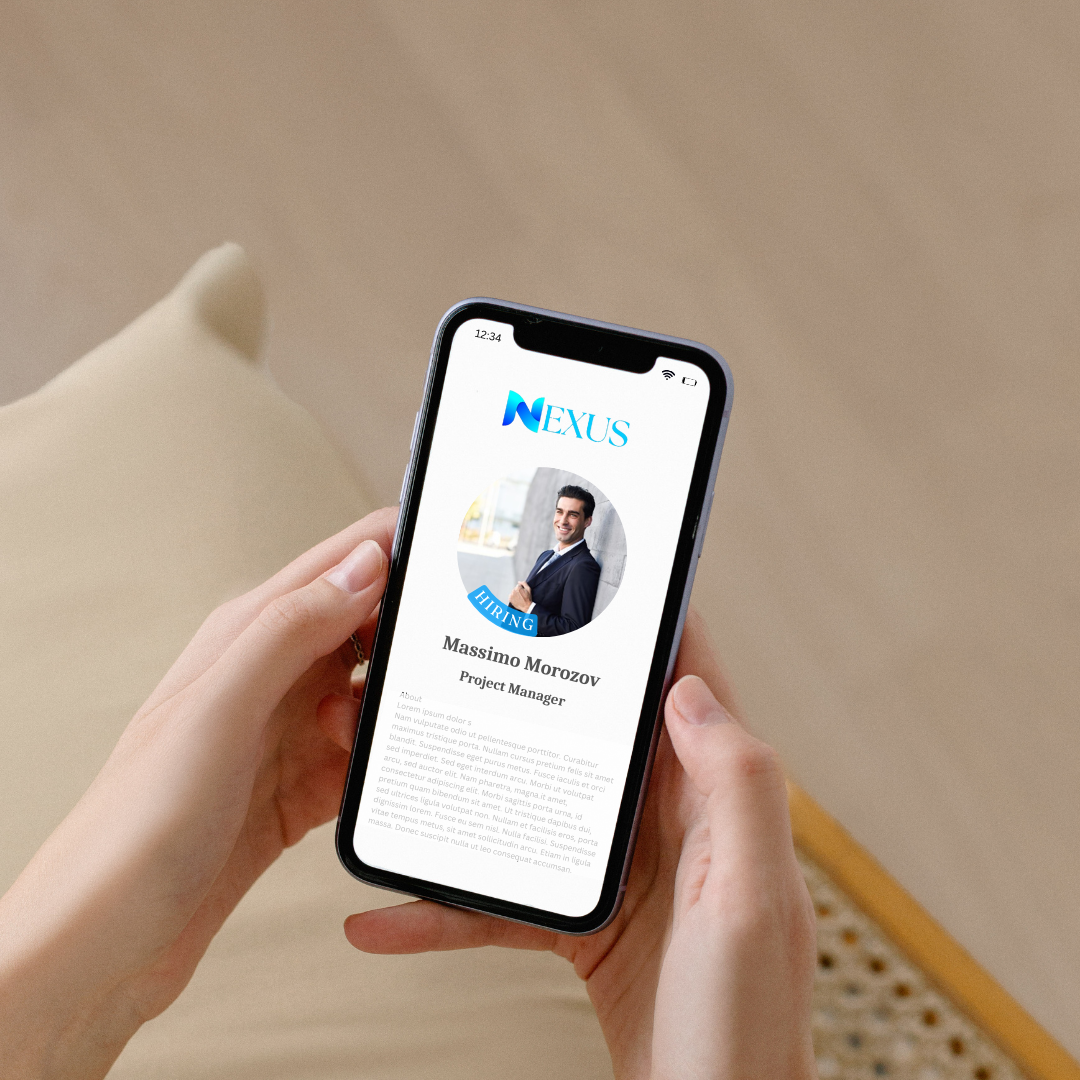 12:34
NEXUS
HIRING
Massimo Morozov
Project Manager
About
Lorem ipsum dolor s
Nam vulputate odio ut pellentesque porttitor. Curabitur
maximus tristique porta. Nullam cursus pretium felis sit amet
blandit. Suspendisse eget purus metus. Fusce iaculis et orci
sed imperdiet. Sed eget interdum arcu. Morbi ut volutpat
arcu, sed auctor elit. Nam pharetra, magna it amet,
consectetur adipiscing elit. Morbi sagittis porta urna, id
pretium quam bibendum sit amet. Ut tristique dapibus dui,
sed ultrices ligula volutpat non. Nullam et facilisis eros, porta
dignissim lorem. Fusce eu sem nisl. Nulla facilisi. Suspendisse
vitae tempus metus, sit amet sollicitudin arcu. Etiam in ligula
massa. Donec suscipit nulla ut leo consequat accumsan.